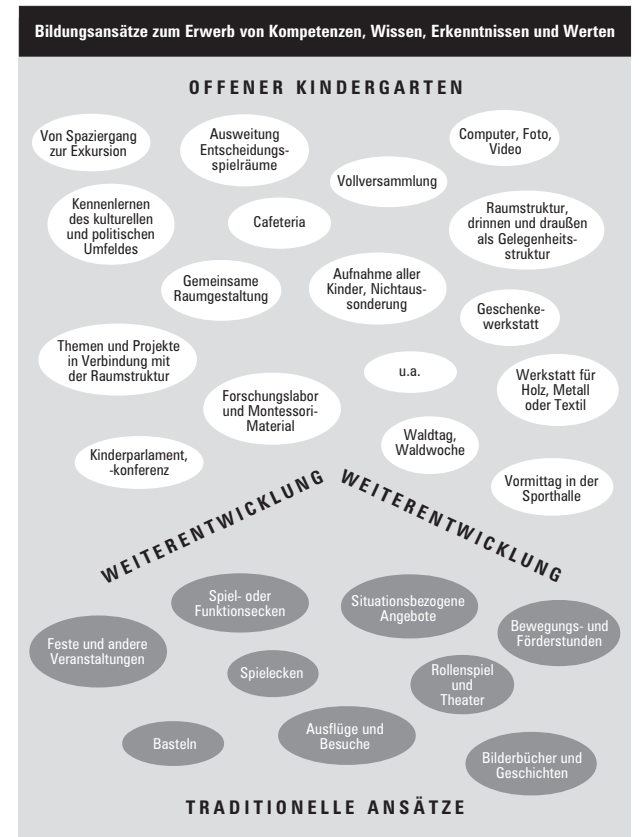 Bildungsansätze zum Erwerb von Kompetenzen, Wissen, Erkenntnissen und Werten
OFFENER KINDERGARTEN
Von Spaziergang
zur Exkursion
Ausweitung
Entscheidungs-
spielräume
Computer, Foto,
Video
Vollversammlung
Kennenlernen
des kulturellen
und politischen
Umfeldes
Cafeteria
Raumstruktur,
drinnen und draußen
als Gelegenheits-
struktur
Gemeinsame
Raumgestaltung
Aufnahme aller
Kinder, Nichtaus-
sonderung
Geschenke-
werkstatt
Themen und Projekte
in Verbindung mit
der Raumstruktur
u.a.
Werkstatt für
Holz, Metall
oder Textil
Forschungslabor
und Montessori-
Material
Waldtag,
Waldwoche
Kinderparlament,
-konferenz
Vormittag in der
Sporthalle
WEITERENTWICKLUNG
WEITERENTWICKLUNG
Spiel- oder
Funktionsecken
Situationsbezogene
Angebote
Bewegungs- und
Förderstunden
Feste und andere
Veranstaltungen
Spielecken
Rollenspiel
und
Theater
Basteln
Ausflüge und
Besuche
Bilderbücher und
Geschichten
TRADITIONELLE ANSÄTZE